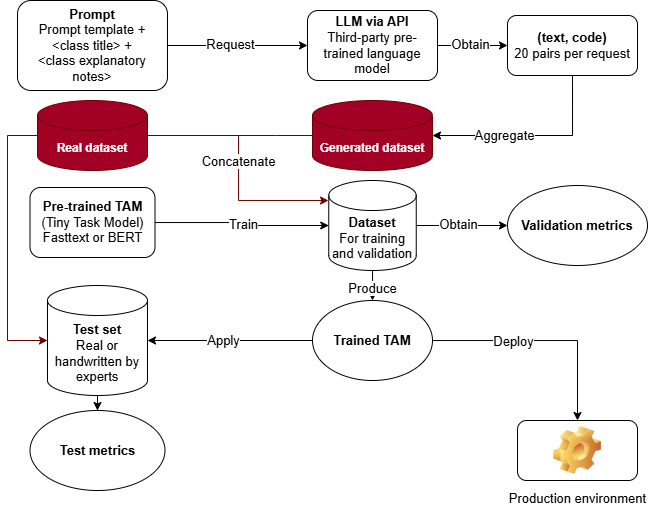 Prompt
Prompt template +
<class title> +
<class explanatory
notes>
Request
LLM via API
Third-party pre-
trained language
model
Obtain
(text, code)
20 pairs per request
Real dataset
Generated dataset
Aggregate
Concatenate
Pre-trained TAM
(Tiny Task Model)
Fasttext or BERT
Train
Dataset
For training
and validation
Obtain
Validation metrics
Produce
Test set
Real or
handwritten by
experts
Apply
Trained TAM
Deploy
Test metrics
Production environment